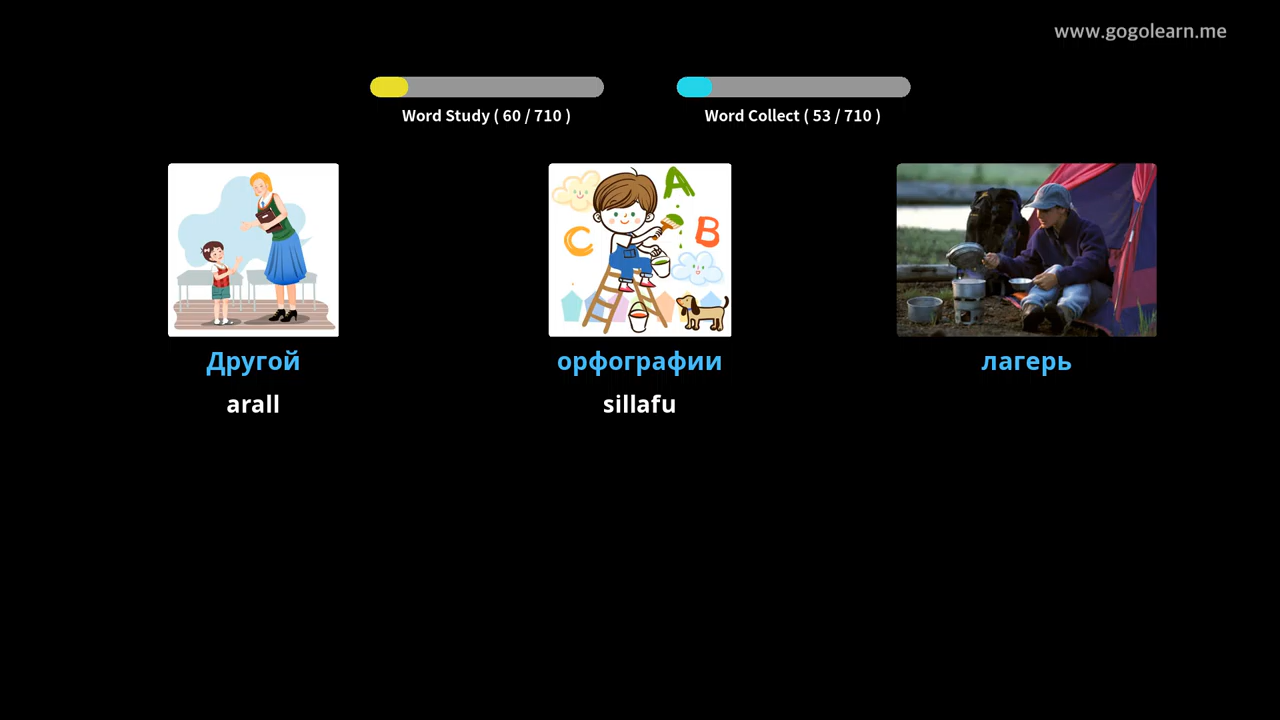 www.gogolearn.me
Word Study ( 60 / 710 )
Word Collect ( 53 / 710 )
A
B
C
Другой
орфографии
лагерь
arall
sillafu